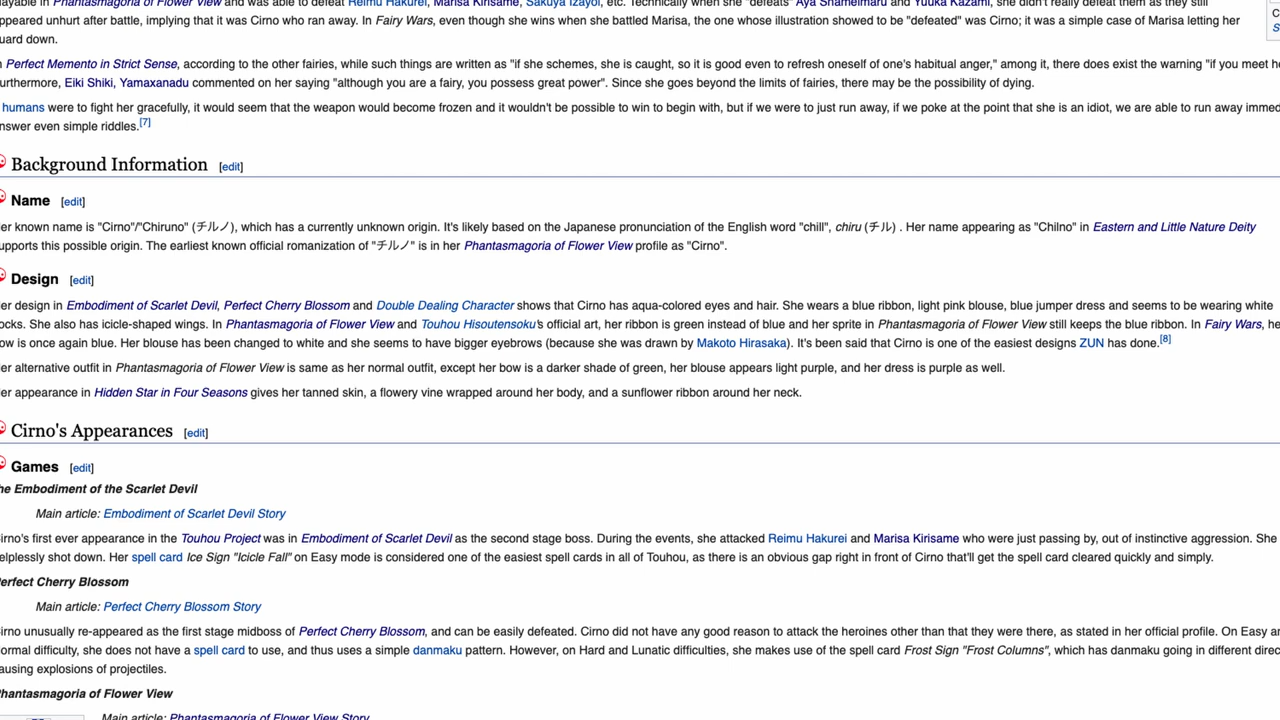 playable in Phantasmagoria of Flower View and was able to defeat Reimu Hakurei, Marisa Kirisame, Sakuya Izayoi, etc. Technically when she "defeats" Aya Shameimaru and Yuuka Kazami, she didn't really defeat them as they still
appeared unhurt after battle, implying that it was Cirno who ran away. In Fairy Wars, even though she wins when she battled Marisa, the one whose illustration showed to be "defeated" was Cirno; it was a simple case of Marisa letting her
uard down.
C
S
n Perfect Memento in Strict Sense, according to the other fairies, while such things are written as "if she schemes, she is caught, so it is good even to refresh oneself of one's habitual anger," among it, there does exist the warning "if you meet he
urthermore, Eiki Shiki, Yamaxanadu commented on her saying "although you are a fairy, you possess great power". Since she goes beyond the limits of fairies, there may be the possibility of dying.
humans were to fight her gracefully, it would seem that the weapon would become frozen and it wouldn't be possible to win to begin with, but if we were to just run away, if we poke at the point that she is an idiot, we are able to run away immed
nswer even simple riddles.[7]
Background Information [edit]
Name [edit]
er known name is "Cirno"/"Chiruno" (チルノ), which has a currently unknown origin. It's likely based on the Japanese pronunciation of the English word "chill", chiru (チル) . Her name appearing as "Chilno" in Eastern and Little Nature Deity
upports this possible origin. The earliest known official romanization of "チルノ" is in her Phantasmagoria of Flower View profile as "Cirno".
Design [edit]
er design in Embodiment of Scarlet Devil, Perfect Cherry Blossom and Double Dealing Character shows that Cirno has aqua-colored eyes and hair. She wears a blue ribbon, light pink blouse, blue jumper dress and seems to be wearing white
ocks. She also has icicle-shaped wings. In Phantasmagoria of Flower View and Touhou Hisoutensoku's official art, her ribbon is green instead of blue and her sprite in Phantasmagoria of Flower View still keeps the blue ribbon. In Fairy Wars, he
ow is once again blue. Her blouse has been changed to white and she seems to have bigger eyebrows (because she was drawn by Makoto Hirasaka). It's been said that Cirno is one of the easiest designs ZUN has done.[8]
er alternative outfit in Phantasmagoria of Flower View is same as her normal outfit, except her bow is a darker shade of green, her blouse appears light purple, and her dress is purple as well.
er appearance in Hidden Star in Four Seasons gives her tanned skin, a flowery vine wrapped around her body, and a sunflower ribbon around her neck.
Cirno's Appearances [edit]
Games [edit]
he Embodiment of the Scarlet Devil
Main article: Embodiment of Scarlet Devil Story
irno's first ever appearance in the Touhou Project was in Embodiment of Scarlet Devil as the second stage boss. During the events, she attacked Reimu Hakurei and Marisa Kirisame who were just passing by, out of instinctive aggression. She
elplessly shot down. Her spell card Ice Sign "Icicle Fall" on Easy mode is considered one of the easiest spell cards in all of Touhou, as there is an obvious gap right in front of Cirno that'll get the spell card cleared quickly and simply.
erfect Cherry Blossom
Main article: Perfect Cherry Blossom Story
irno unusually re-appeared as the first stage midboss of Perfect Cherry Blossom, and can be easily defeated. Cirno did not have any good reason to attack the heroines other than that they were there, as stated in her official profile. On Easy an
ormal difficulty, she does not have a spell card to use, and thus uses a simple danmaku pattern. However, on Hard and Lunatic difficulties, she makes use of the spell card Frost Sign "Frost Columns", which has danmaku going in different direc
ausing explosions of projectiles.
Phantasmagoria of Flower View
Main article: Phantasmagoria of Flower View Story